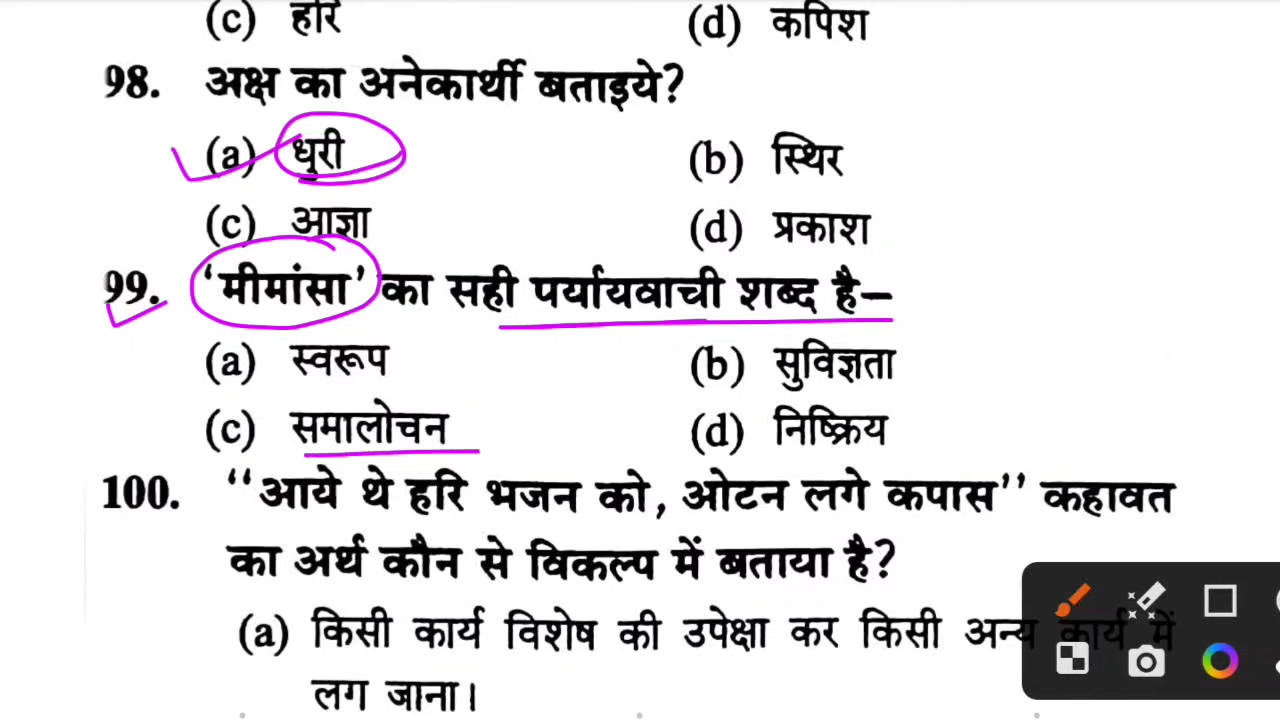 (c) हरि (d) कपिश
98. अक्ष का अनेकार्थी बताइये?
(a) धुरी (b) स्थिर
(c) आज्ञा (d) प्रकाश
99. 'मीमांसा' का सही पर्यायवाची शब्द है–
(a) स्वरूप (b) सुविज्ञता
(c) समालोचन (d) निष्क्रिय
100. ‘‘आये थे हरि भजन को, ओटन लगे कपास’’ कहावत
का अर्थ कौन से विकल्प में बताया है?
(a) किसी कार्य विशेष की उपेक्षा कर किसी अन्य कार्य में
लग जाना।